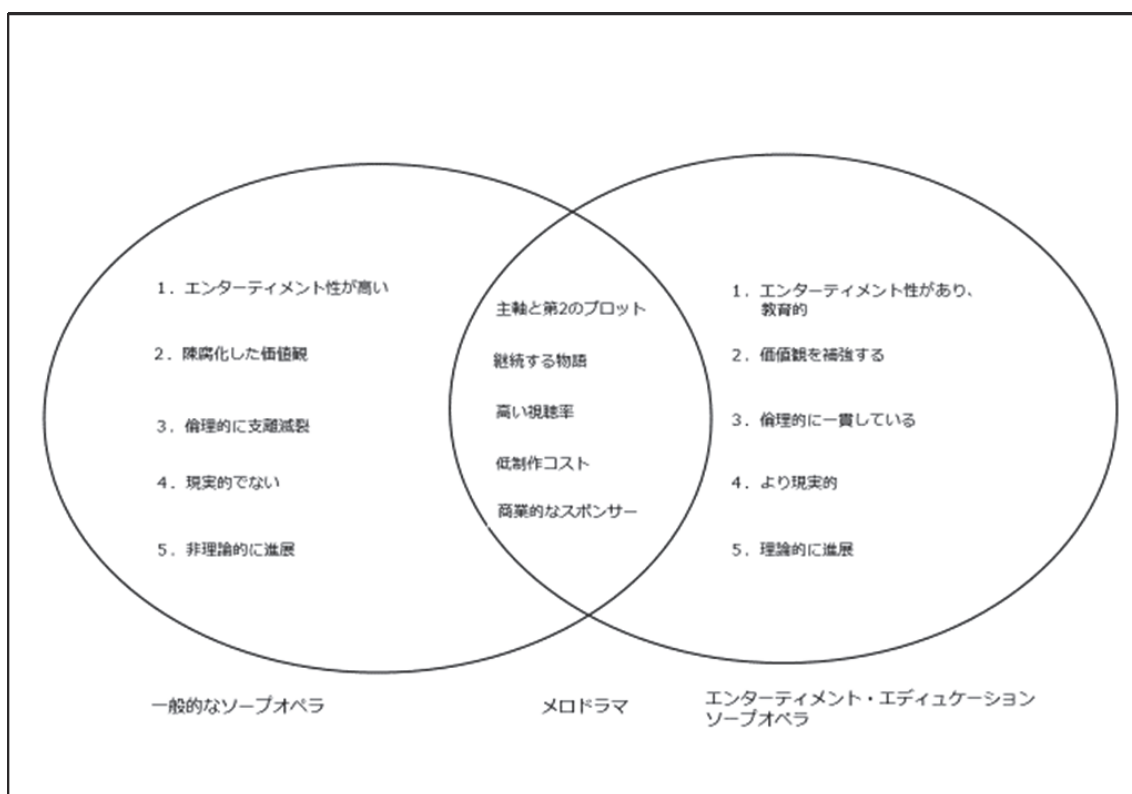 1. エンターティメント性が高い
2. 陳腐化した価値観
3. 倫理的に支離滅裂
4. 現実的でない
5. 非理論的に進展
主軸と第2のプロット
継続する物語
高い視聴率
低制作コスト
商業的なスポンサー
1. エンターティメント性があり、
教育的
2. 価値観を補強する
3. 倫理的に一貫している
4. より現実的
5. 理論的に進展
一般的なソープオペラ
メロドラマ
エンターティメント・エディュケーション
ソープオペラ